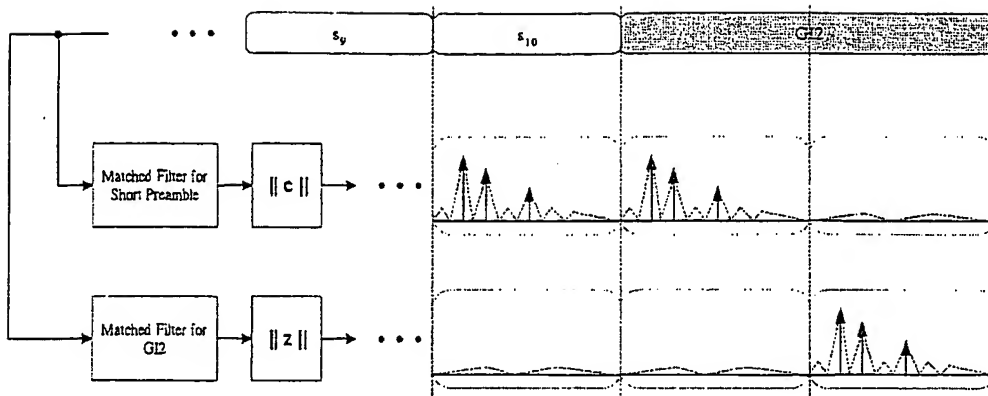 s9
s10
GI2
Matched Filter for
Short Preamble
|| c ||
Matched Filter for
GI2
|| z ||